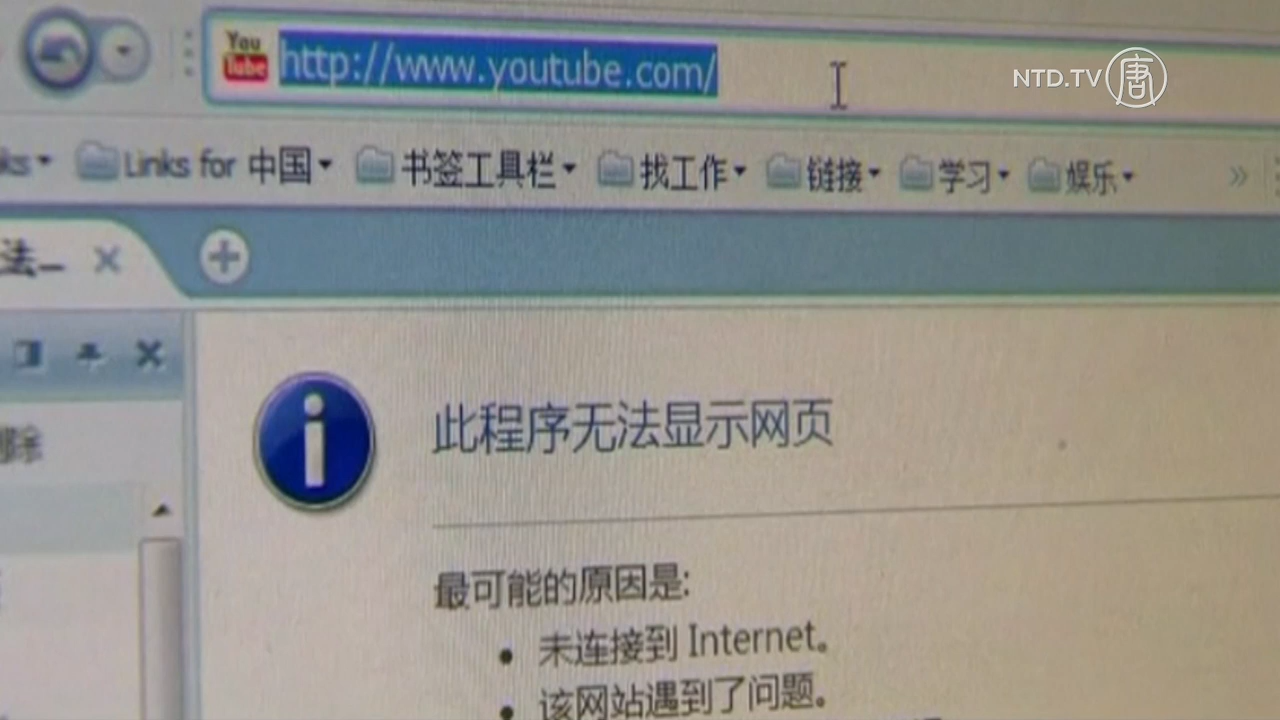 You
Tube
http://www.youtube.com/
NTD.TV 唐
Links for 中国 书签工具栏 找工作 链接 学习 娱乐 »
法...
此程序无法显示网页
最可能的原因是:
• 未连接到 Internet。
• 该网站遇到了问题。